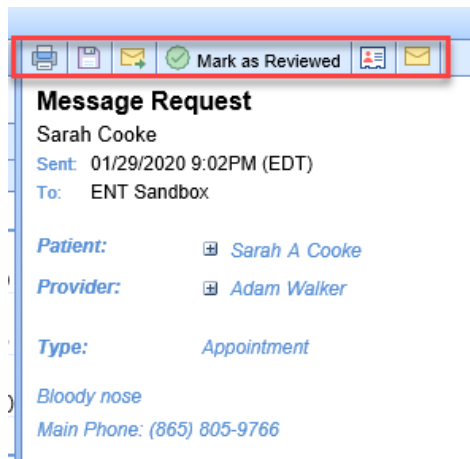 Mark as Reviewed
Message Request
Sarah Cooke
Sent: 01/29/2020 9:02PM (EDT)
To: ENT Sandbox
Patient: Sarah A Cooke
Provider: Adam Walker
Type: Appointment
Bloody nose
Main Phone: (865) 805-9766